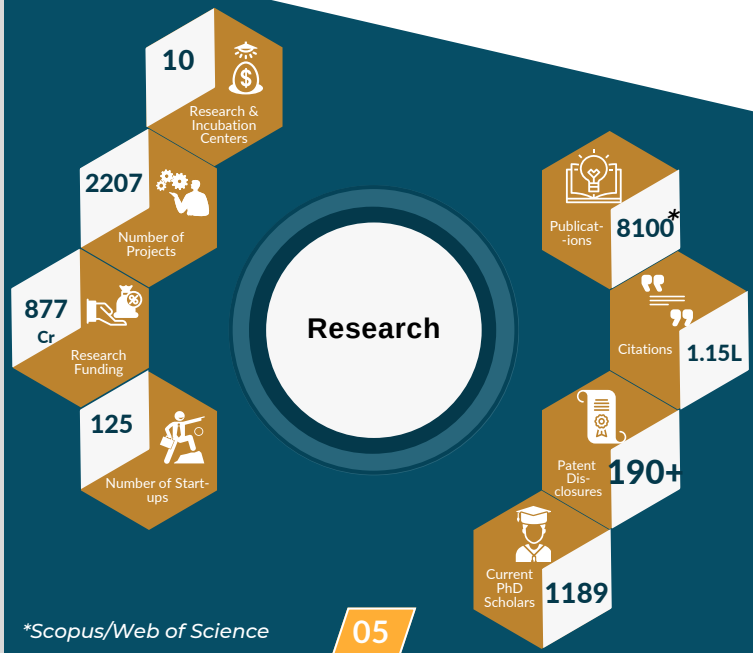 10
Research &
Incubation
Centers
2207
Number of
Projects
877
Cr
Research
Funding
125
Number of Start-
ups
Research
Publicat-
-ions
8100*
Citations
1.15L
Patent
Dis-
closures
190+
Current
PhD
Scholars
1189
*Scopus/Web of Science
05